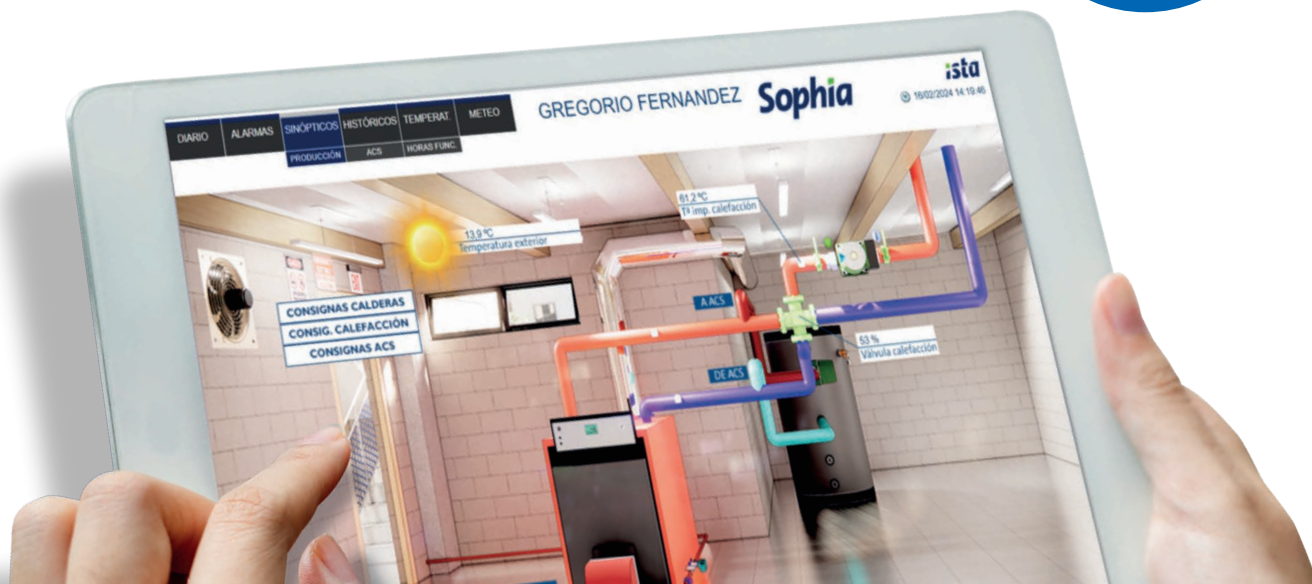 ista
GREGORIO FERNANDEZ Sophia
16/02/2024 14:19:46
DIARIO ALARMAS SINÓPTICOS HISTÓRICOS TEMPERAT. METEO
PRODUCCIÓN ACS HORAS FUNC.
61,2 ºC
Tª imp. calefacción
13,9 ºC
Temperatura exterior
CONSIGNAS CALDERAS
CONSIG. CALEFACCIÓN
CONSIGNAS ACS
A ACS
53 %
Válvula calefacción
DE ACS